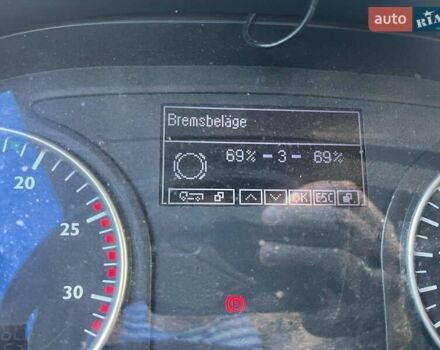 auto RIA
Bremsbeläge
69% - 3 - 69%
OK ESC
20
25
30